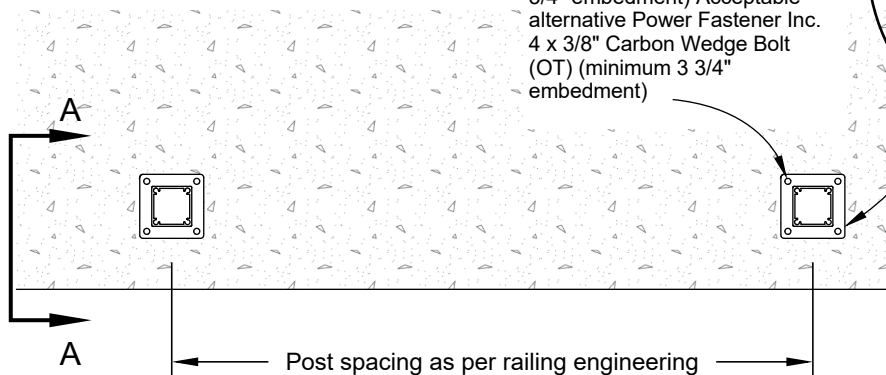 3/4" embedment) Acceptable
alternative Power Fastener Inc.
4 x 3/8" Carbon Wedge Bolt
(OT) (minimum 3 3/4"
embedment)
A
A
Post spacing as per railing engineering